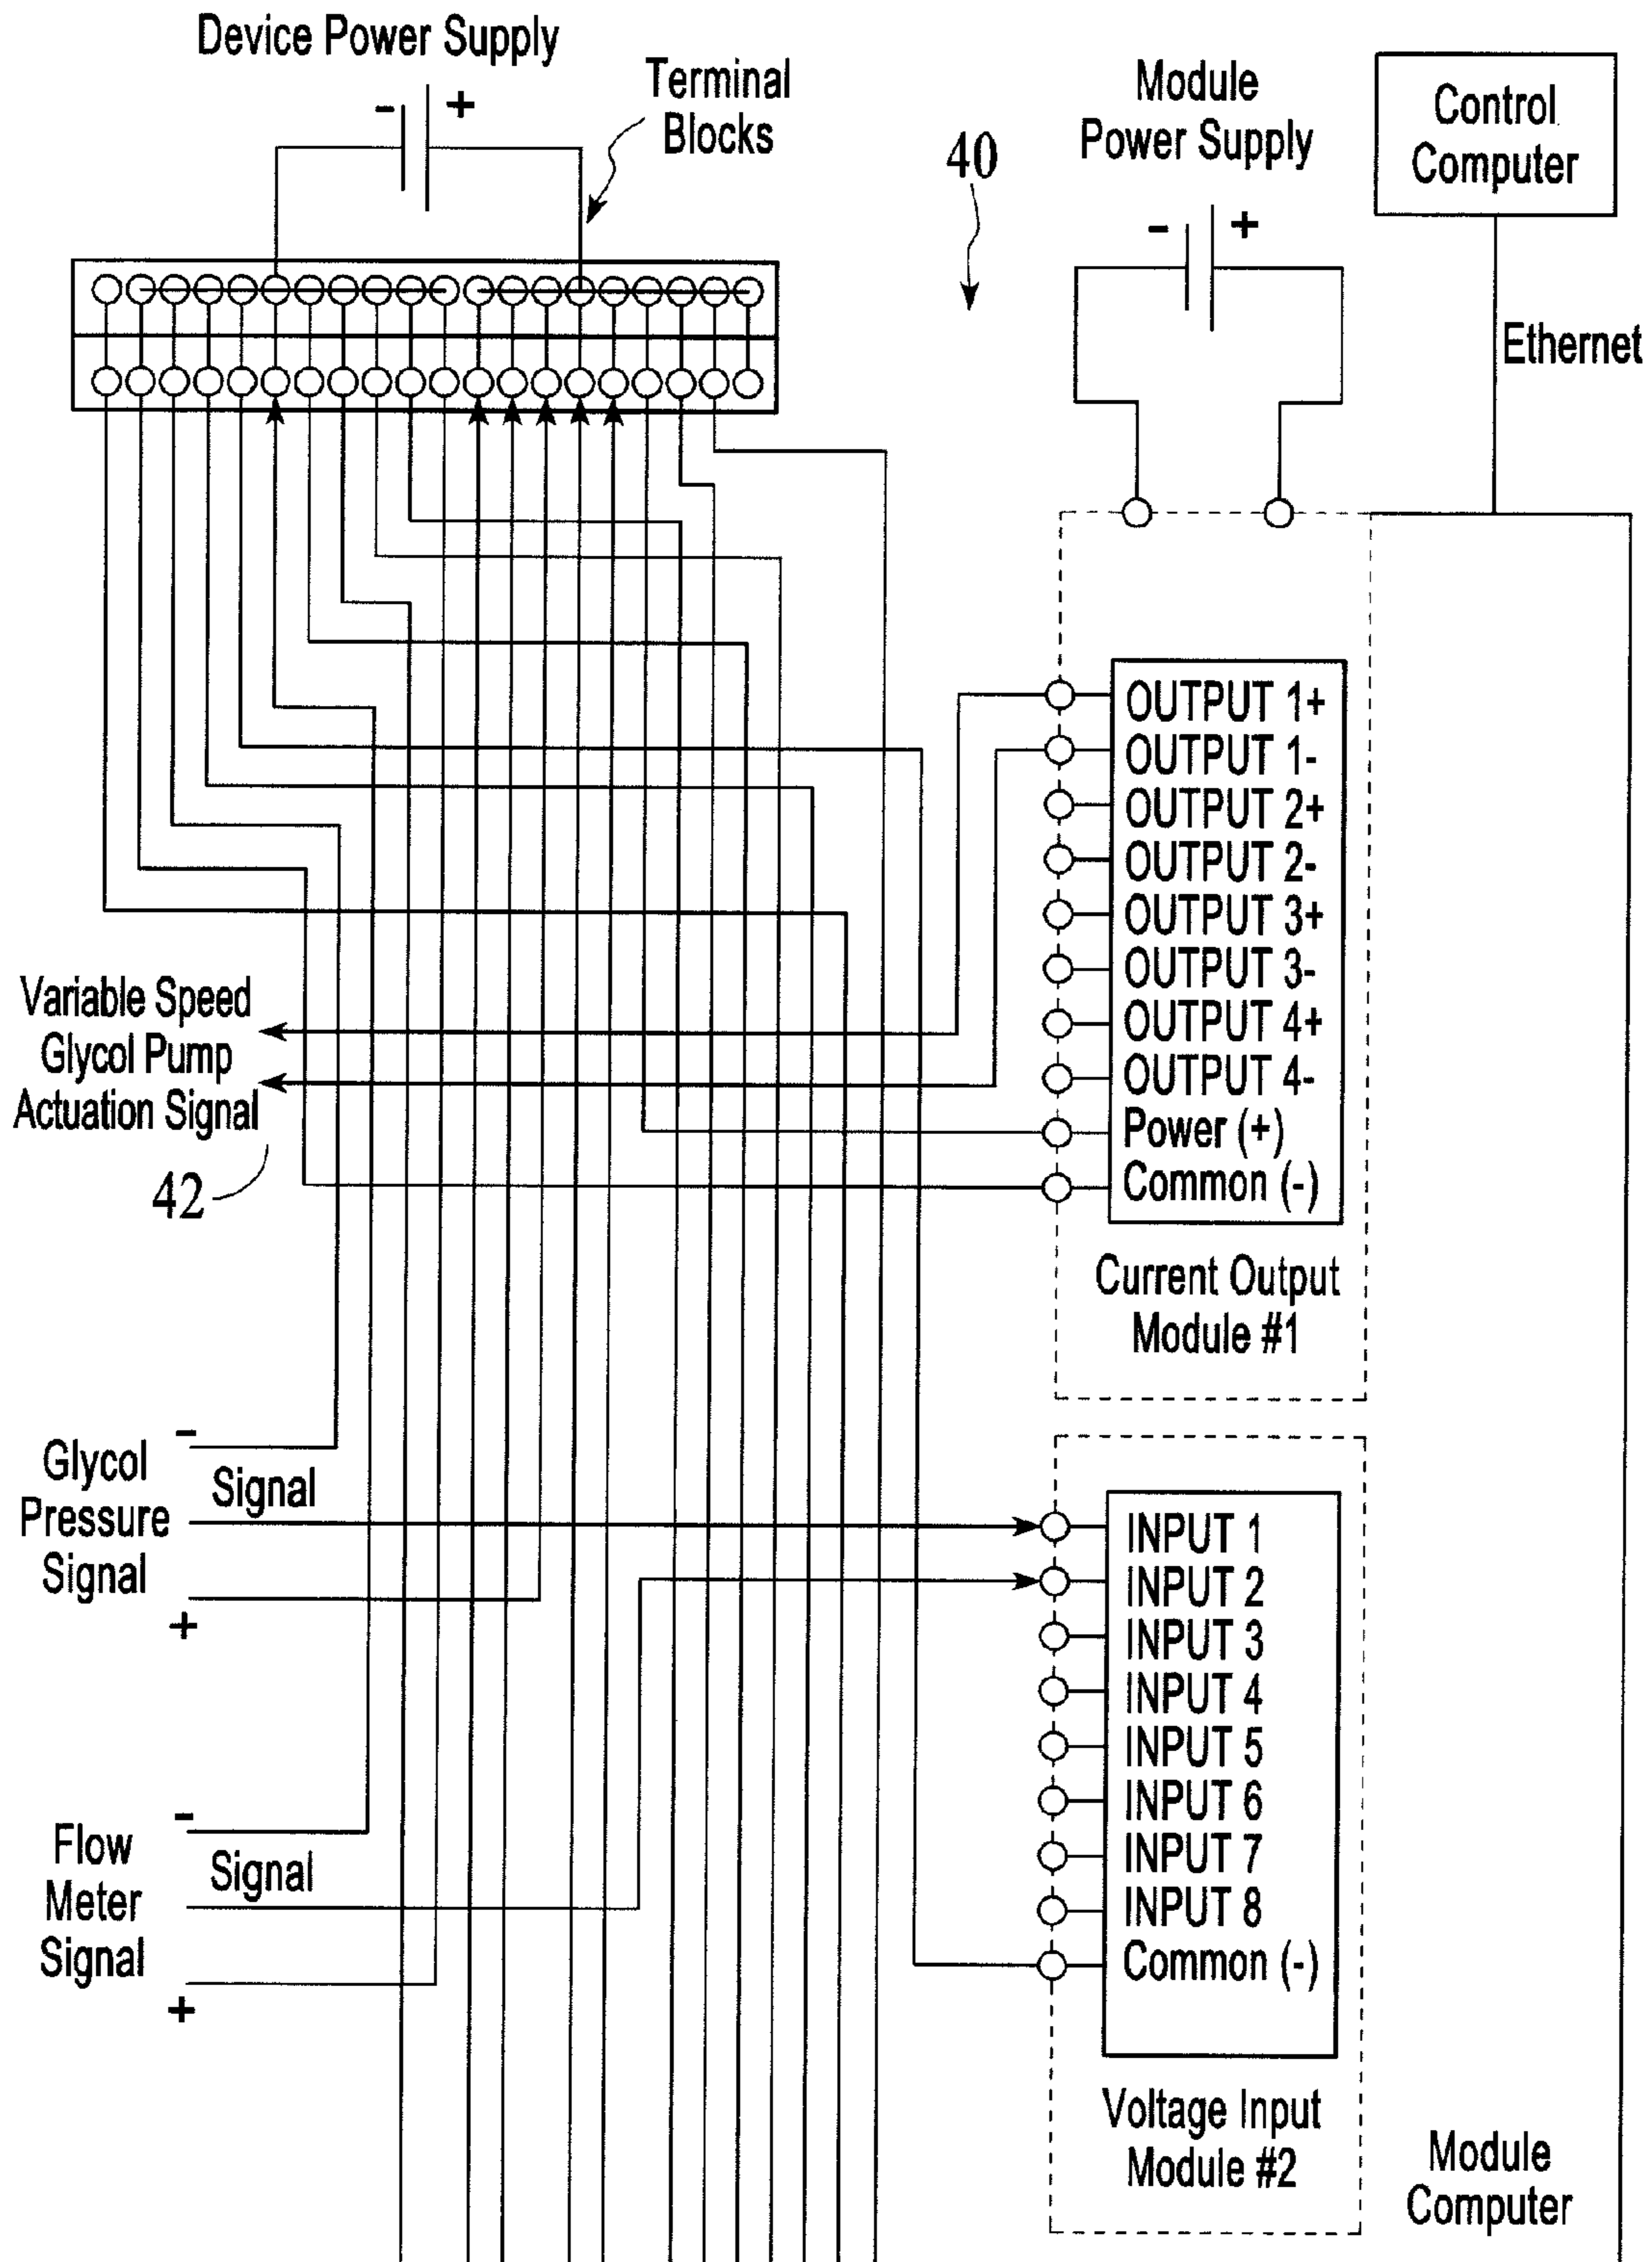 Device Power Supply
- +
Terminal
Blocks
40
Module
Power Supply
- +
Control
Computer
Ethernet
OUTPUT 1+
OUTPUT 1-
OUTPUT 2+
OUTPUT 2-
OUTPUT 3+
OUTPUT 3-
OUTPUT 4+
OUTPUT 4-
Power (+)
Common (-)
Current Output
Module #1
Variable Speed
Glycol Pump
Actuation Signal
42
Glycol
Pressure
Signal
-
Signal
+
INPUT 1
INPUT 2
INPUT 3
INPUT 4
INPUT 5
INPUT 6
INPUT 7
INPUT 8
Common (-)
Voltage Input
Module #2
Flow
Meter
Signal
-
Signal
+
Module
Computer